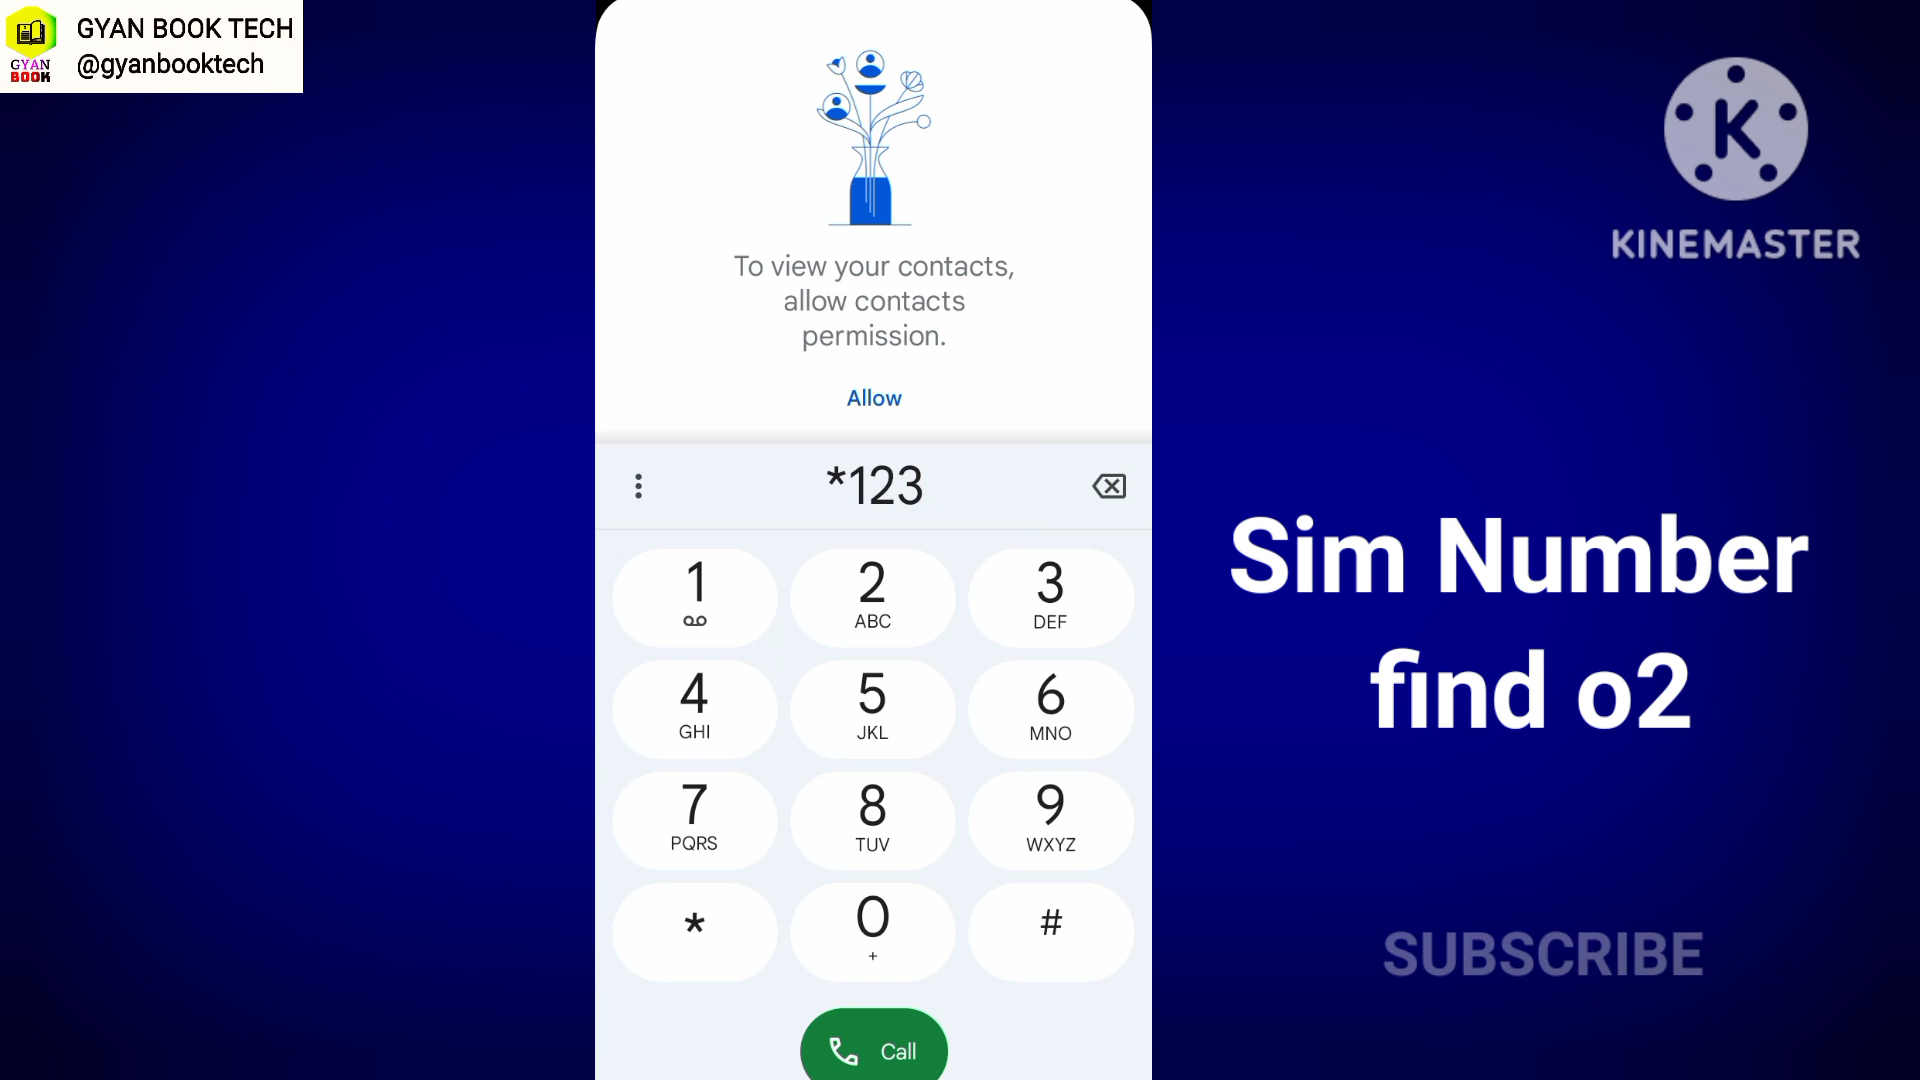 GYAN BOOK TECH
@gyanbooktech
GYAN
BOOK
K
KINEMASTER
To view your contacts,
allow contacts
permission.
Allow
*123
1
2
ABC
3
DEF
4
GHI
5
JKL
6
MNO
7
PQRS
8
TUV
9
WXYZ
*
0
+
#
Call
Sim Number
find o2
SUBSCRIBE